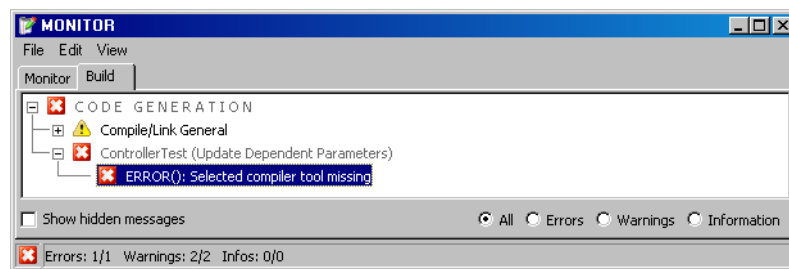 MONITOR
File Edit View
Monitor Build
CODE GENERATION
Compile/Link General
ControllerTest (Update Dependent Parameters)
ERROR(): Selected compiler tool missing
Show hidden messages All Errors Warnings Information
Errors: 1/1 Warnings: 2/2 Infos: 0/0